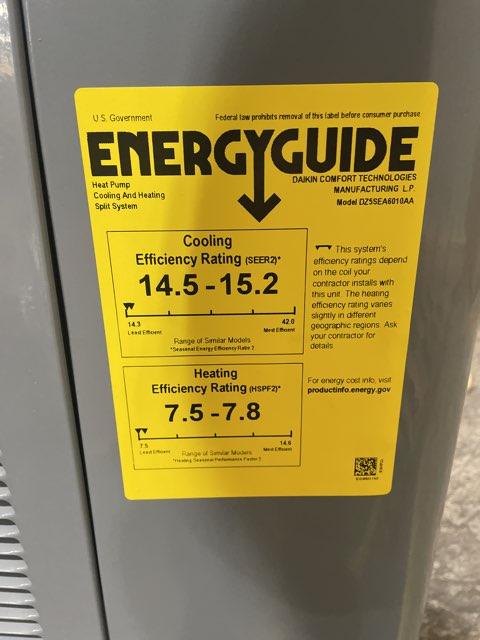 U.S. Government
Federal law prohibits removal of this label before consumer purchase
ENERGYGUIDE
Heat Pump
Cooling And Heating
Split System
DAIKIN COMFORT TECHNOLOGIES
MANUFACTURING L.P.
Model DZ5SEA6010AA
Cooling
Efficiency Rating (SEER2)*
14.5 - 15.2
14.3
42.0
Least Efficient
Most Efficient
Range of Similar Models
*Seasonal Energy Efficiency Ratio 2
This system's
efficiency ratings depend
on the coil your
contractor installs with
this unit. The heating
efficiency rating varies
slightly in different
geographic regions. Ask
your contractor for
details.
Heating
Efficiency Rating (HSPF2)*
7.5 - 7.8
7.5
14.6
Least Efficient
Most Efficient
Range of Similar Models
*Heating Seasonal Performance Factor 2
For energy cost info, visit
productinfo.energy.gov